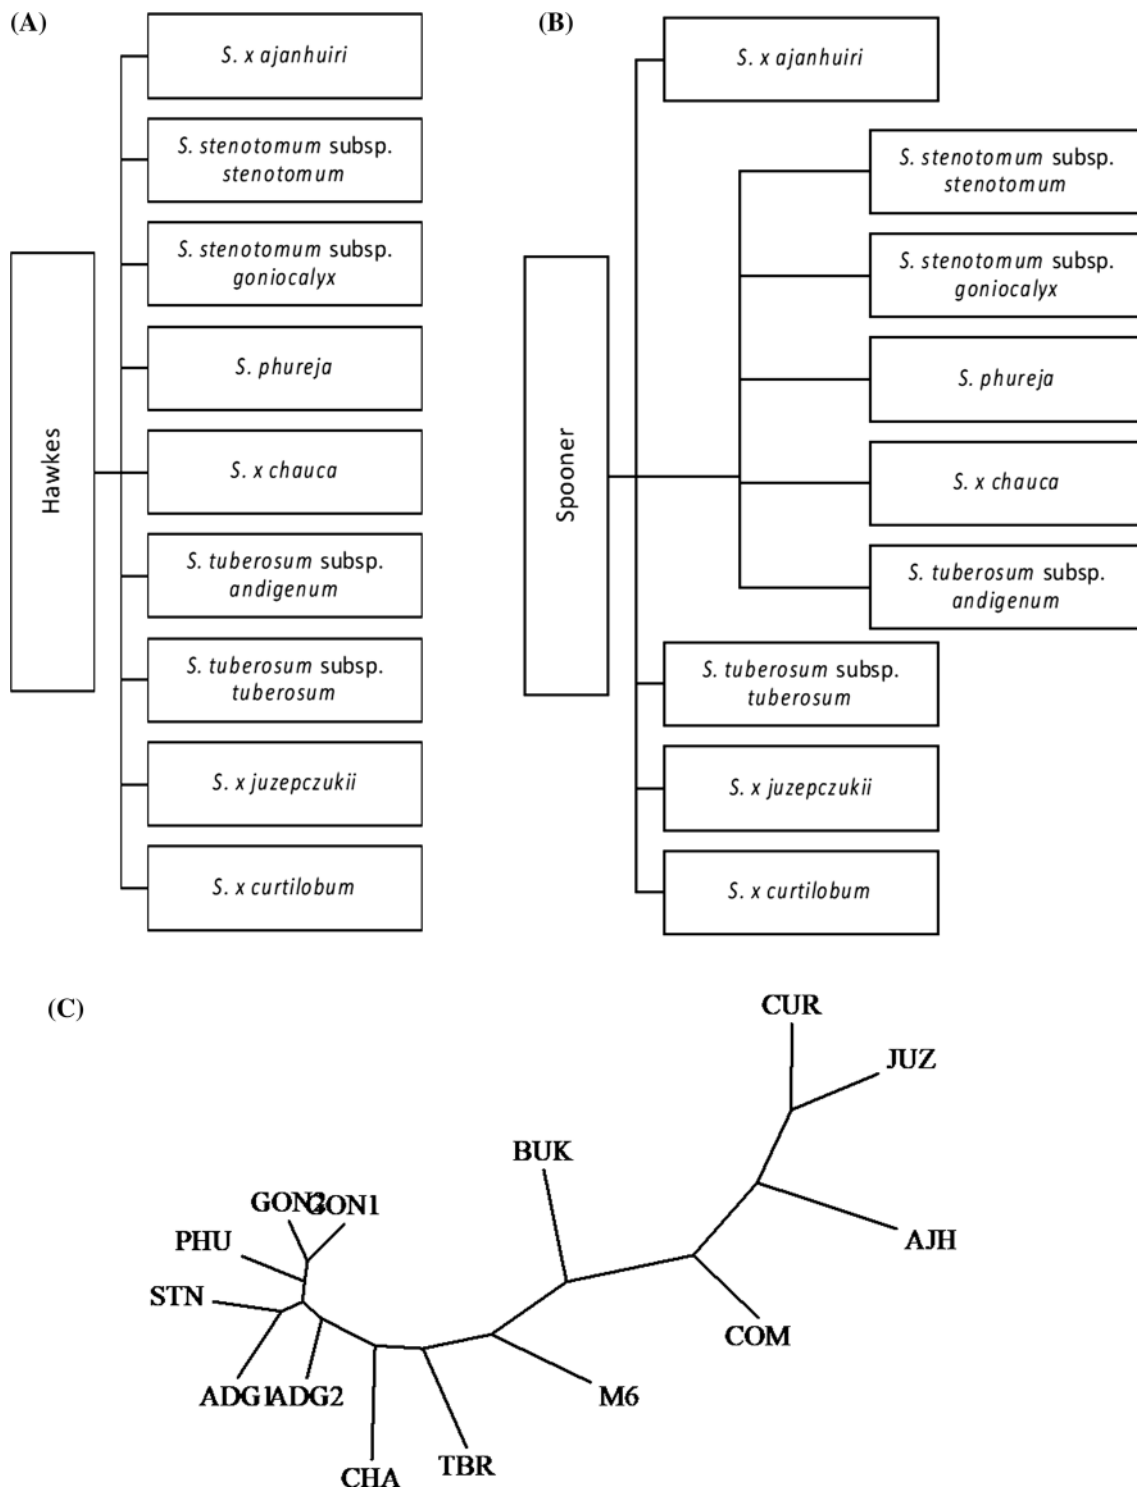 (A)
S. x ajanhuiri
S. stenotomum subsp.
stenotomum
S. stenotomum subsp.
goniocalyx
S. phureja
Hawkes
S. x chauca
S. tuberosum subsp.
andigenum
S. tuberosum subsp.
tuberosum
S. x juzepczukii
S. x curtilobum
(B)
S. x ajanhuiri
S. stenotomum subsp.
stenotomum
S. stenotomum subsp.
goniocalyx
S. phureja
Spooner
S. x chauca
S. tuberosum subsp.
andigenum
S. tuberosum subsp.
tuberosum
S. x juzepczukii
S. x curtilobum
(C)
CUR
JUZ
BUK
GON2
GON1
PHU
AJH
STN
COM
ADG1
ADG2
M6
TBR
CHA